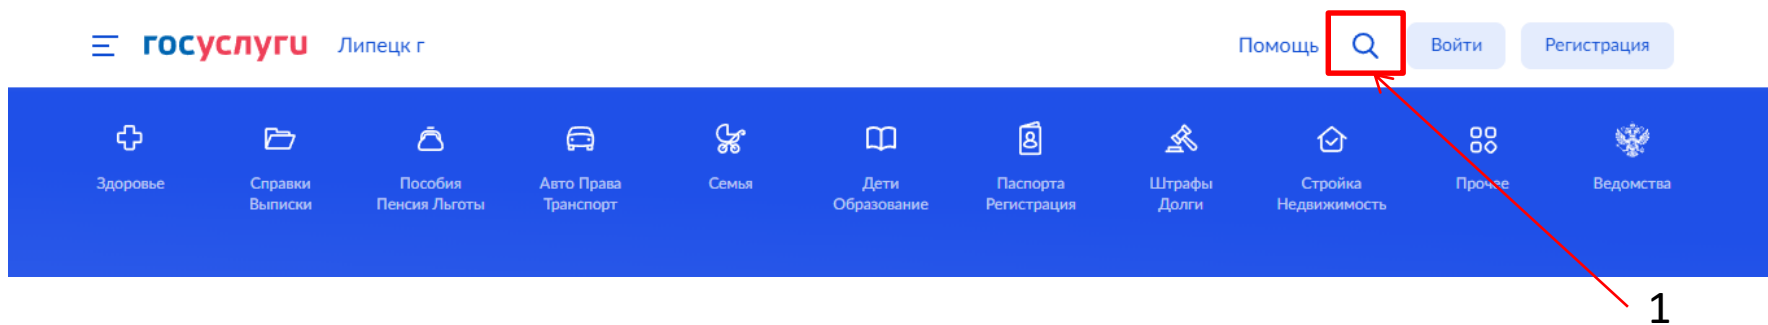 госуслуги Липецк г Помощь Войти Регистрация
Здоровье Справки Пособия Авто Права Семья Дети Паспорта Штрафы Стройка Прочее Ведомства
Выписки Пенсия Льготы Транспорт Образование Регистрация Долги Недвижимость
1